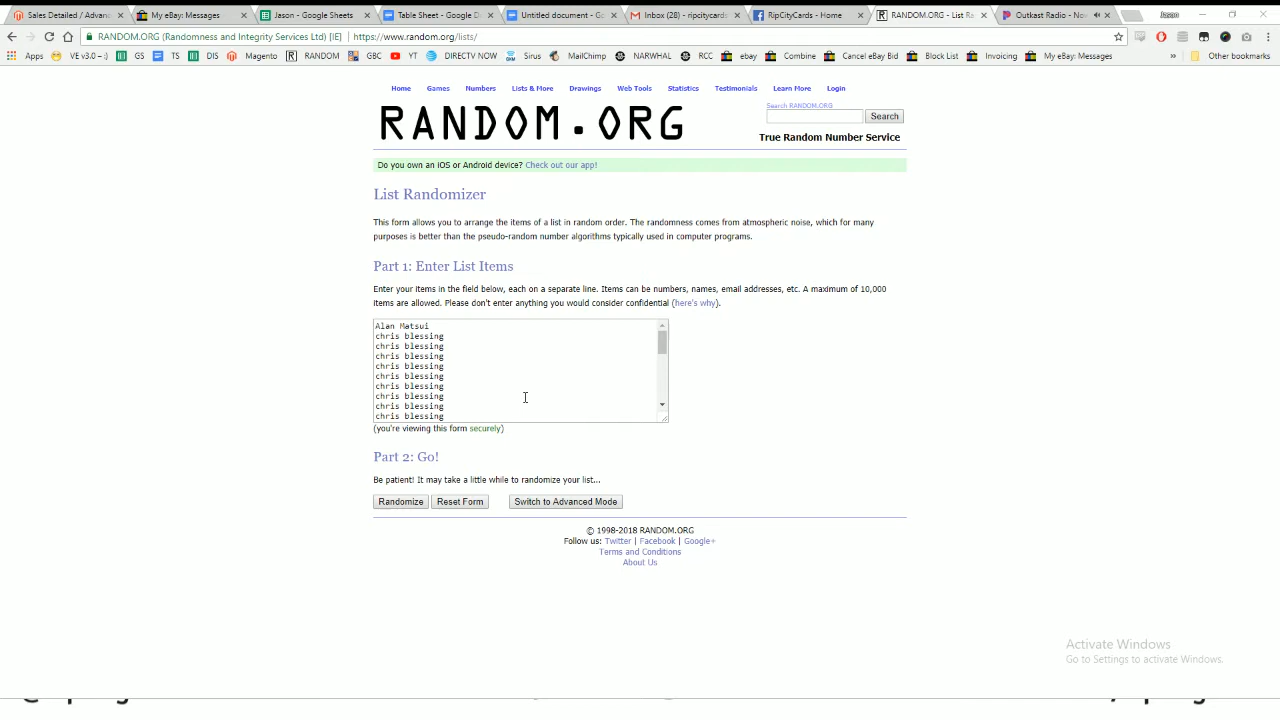 Sales Detailed / Advan
My eBay: Messages
Jason - Google Sheets
Table Sheet - Google D
Untitled document - Go
Inbox (28) - ripcitycards
RipCityCards - Home
RANDOM.ORG - List Ra
Outkast Radio - Nov
Jason
RANDOM.ORG (Randomness and Integrity Services Ltd) [IE] https://www.random.org/lists/
Apps VE v3.0 -- :) GS TS DIS Magento RANDOM GBC YT DIRECTV NOW Sirus MailChimp NARWHAL RCC ebay Combine Cancel eBay Bid Block List Invoicing My eBay: Messages » Other bookmarks
Home Games Numbers Lists & More Drawings Web Tools Statistics Testimonials Learn More Login
RANDOM.ORG
Search RANDOM.ORG
Search
True Random Number Service
Do you own an iOS or Android device? Check out our app!
List Randomizer
This form allows you to arrange the items of a list in random order. The randomness comes from atmospheric noise, which for many
purposes is better than the pseudo-random number algorithms typically used in computer programs.
Part 1: Enter List Items
Enter your items in the field below, each on a separate line. Items can be numbers, names, email addresses, etc. A maximum of 10,000
items are allowed. Please don't enter anything you would consider confidential (here's why).
Alan Matsui
chris blessing
chris blessing
chris blessing
chris blessing
chris blessing
chris blessing
chris blessing
chris blessing
chris blessing
(you're viewing this form securely)
Part 2: Go!
Be patient! It may take a little while to randomize your list...
Randomize Reset Form Switch to Advanced Mode
© 1998-2018 RANDOM.ORG
Follow us: Twitter | Facebook | Google+
Terms and Conditions
About Us
Activate Windows
Go to Settings to activate Windows.